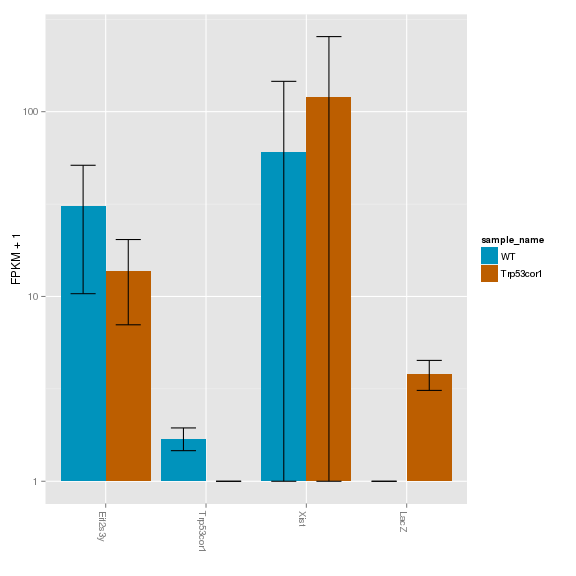 FPKM + 1
100
10
1
Eif2s3y
Trp53cor1
Xist
LacZ
sample_name
WT
Trp53cor1